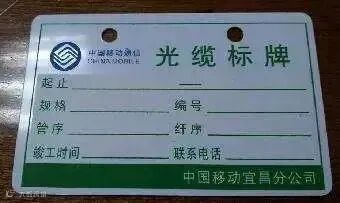 中国移动通信
CHINA MOBILE
光缆标牌
起止 ——
规格 编号
管序 纤序
竣工时间 联系电话
中国移动宜昌分公司